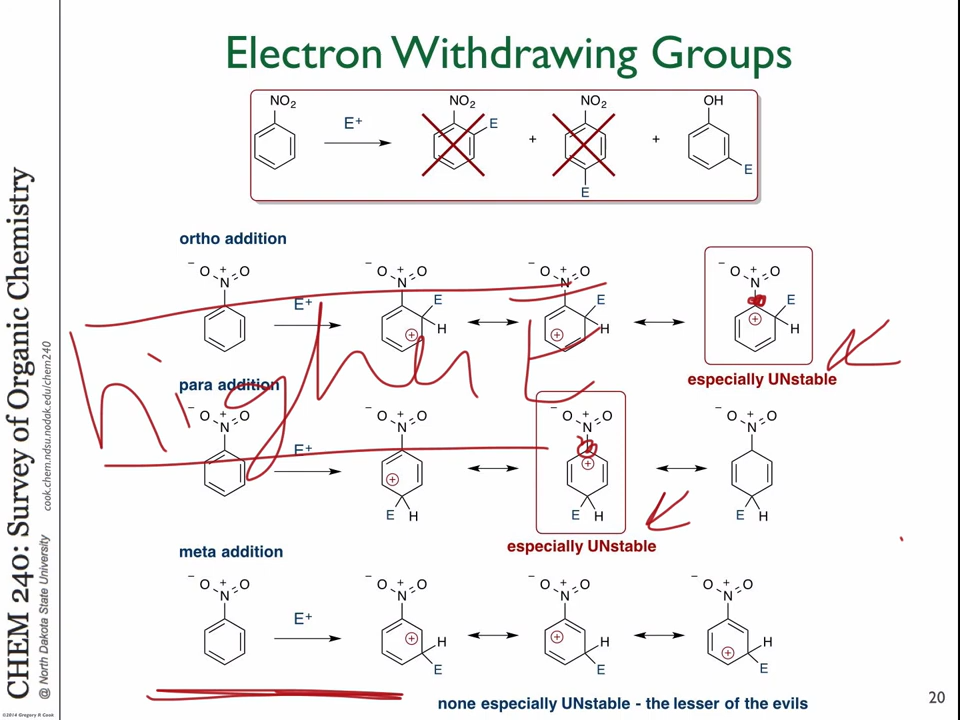 Electron Withdrawing Groups
NO2 NO2 NO2 OH
E+ E + + E
E
ortho addition
− O + O − O + O − O + O − O + O
N N N N
E+ E E E
+ H + H + H
especially UNstable
higher E
para addition
− O + O − O + O − O + O − O + O
N N N N
E+ + +
E H E H E H
especially UNstable
meta addition
− O + O − O + O − O + O − O + O
N N N N
E+ + H + H + H
E E E
none especially UNstable - the lesser of the evils
20
CHEM 240: Survey of Organic Chemistry
@ North Dakota State University cook.chem.ndsu.nodak.edu/chem240
©2014 Gregory R Cook